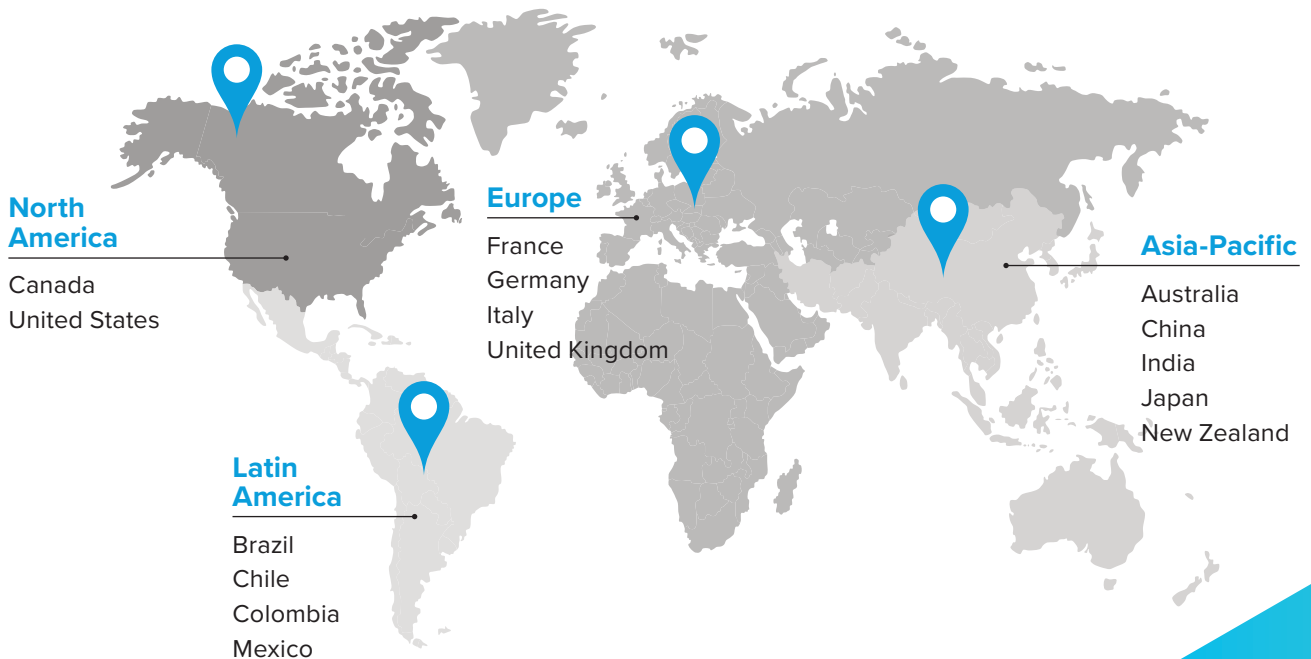 North
America
Canada
United States
Europe
France
Germany
Italy
United Kingdom
Asia-Pacific
Australia
China
India
Japan
New Zealand
Latin
America
Brazil
Chile
Colombia
Mexico